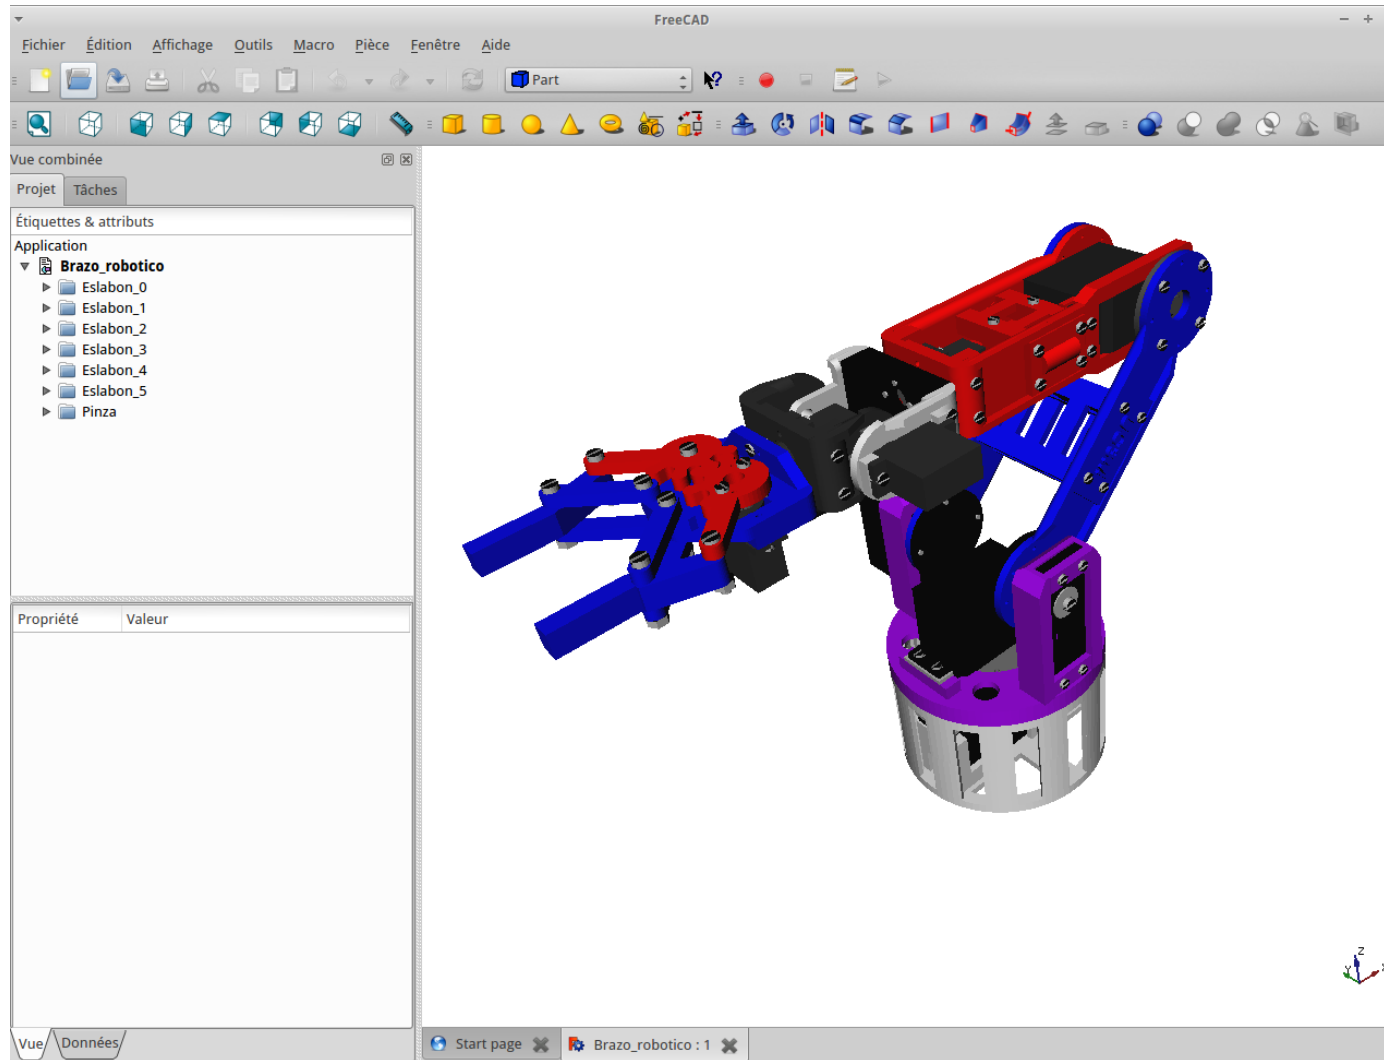 FreeCAD
Fichier Édition Affichage Outils Macro Pièce Fenêtre Aide
Part
Vue combinée
Projet Tâches
Étiquettes & attributs
Application
Brazo_robotico
Eslabon_0
Eslabon_1
Eslabon_2
Eslabon_3
Eslabon_4
Eslabon_5
Pinza
Propriété Valeur
Z
Y
X
Vue Données
Start page Brazo_robotico : 1